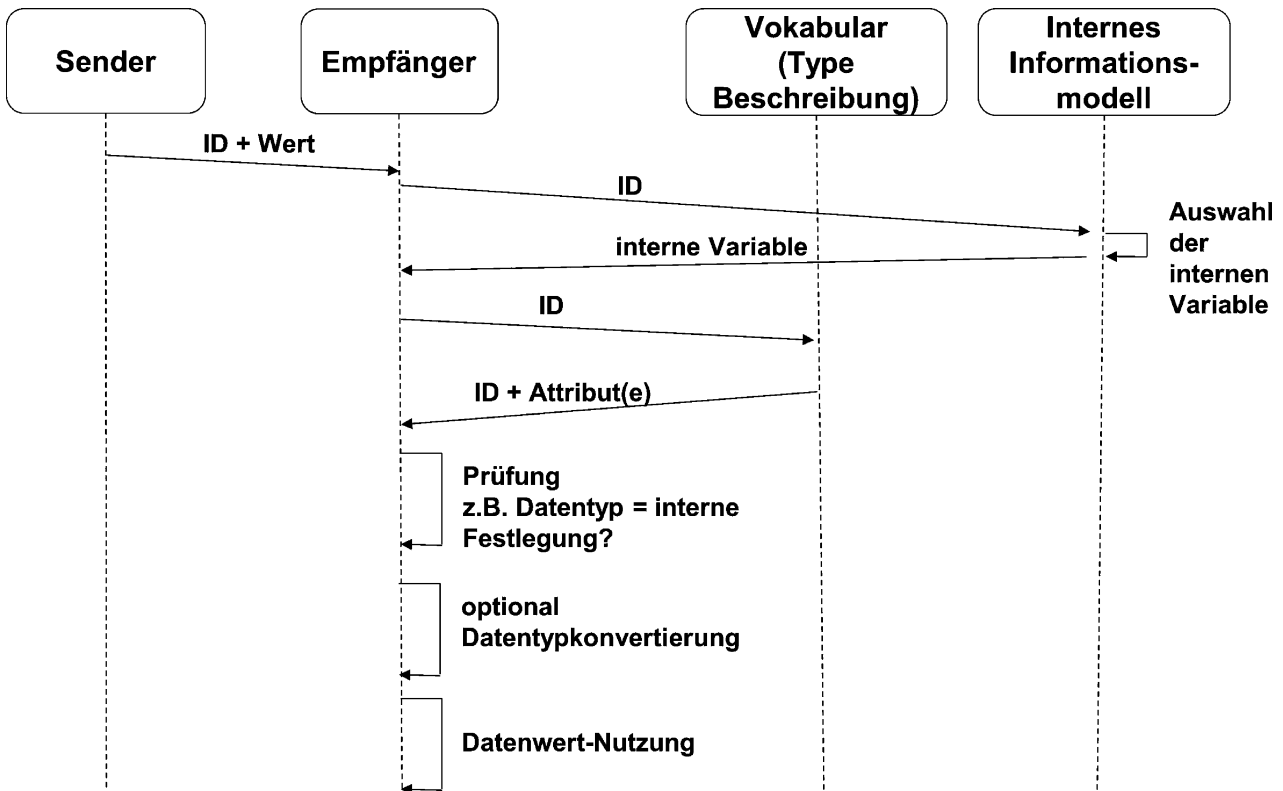 Sender
Empfänger
Vokabular
(Type
Beschreibung)
Internes
Informations-
modell
ID + Wert
ID
Auswahl
der
internen
Variable
interne Variable
ID
ID + Attribut(e)
Prüfung
z.B. Datentyp = interne
Festlegung?
optional
Datentypkonvertierung
Datenwert-Nutzung